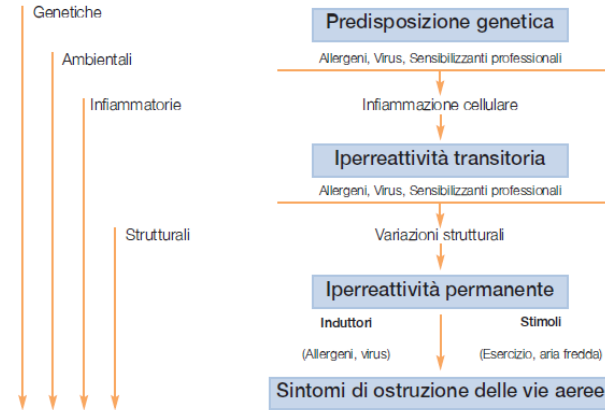 Genetiche
Ambientali
Infiammatorie
Strutturali
Predisposizione genetica
Allergeni, Virus, Sensibilizzanti professionali
Infiammazione cellulare
Iperreattività transitoria
Allergeni, Virus, Sensibilizzanti professionali
Variazioni strutturali
Iperreattività permanente
Induttori Stimoli
(Allergeni, virus) (Esercizio, aria fredda)
Sintomi di ostruzione delle vie aeree